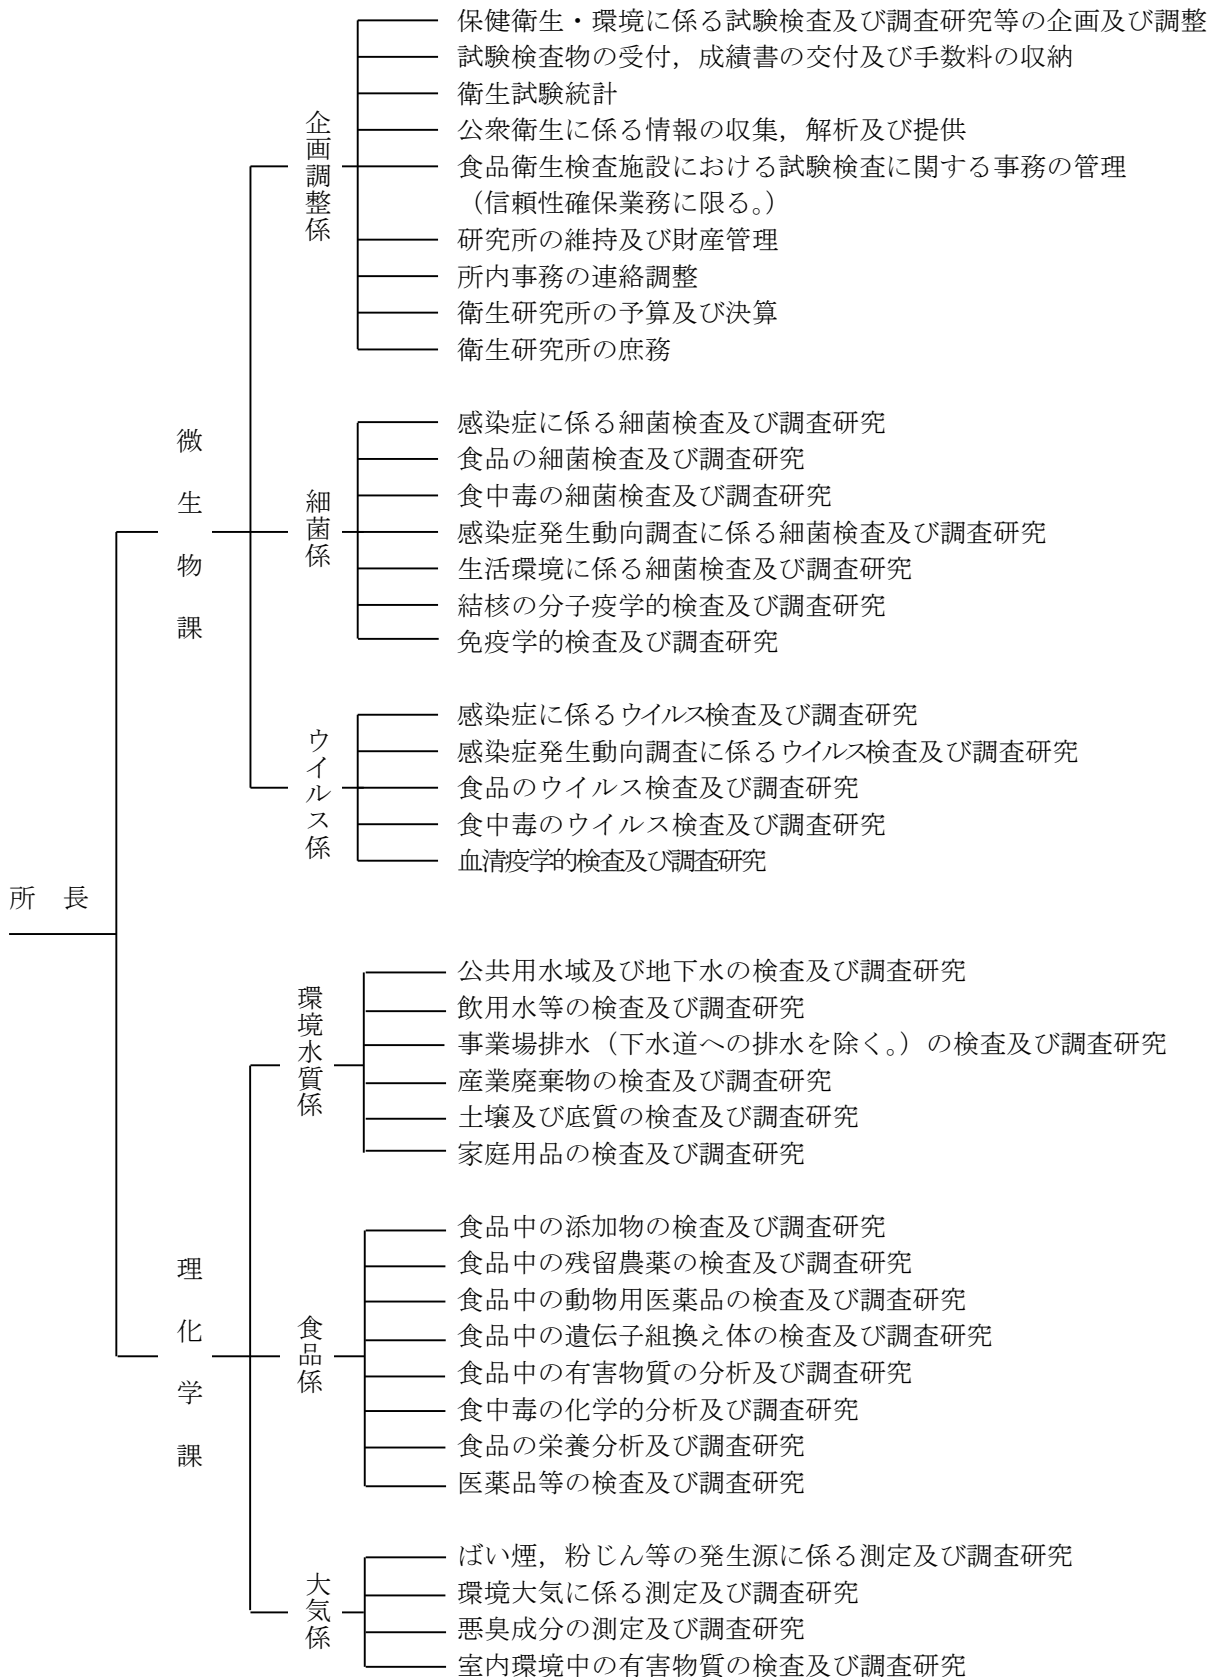 所　長
微生物課
企画調整係
保健衛生・環境に係る試験検査及び調査研究等の企画及び調整
試験検査物の受付，成績書の交付及び手数料の収納
衛生試験統計
公衆衛生に係る情報の収集，解析及び提供
食品衛生検査施設における試験検査に関する事務の管理
（信頼性確保業務に限る。）
研究所の維持及び財産管理
所内事務の連絡調整
衛生研究所の予算及び決算
衛生研究所の庶務
細菌係
感染症に係る細菌検査及び調査研究
食品の細菌検査及び調査研究
食中毒の細菌検査及び調査研究
感染症発生動向調査に係る細菌検査及び調査研究
生活環境に係る細菌検査及び調査研究
結核の分子疫学的検査及び調査研究
免疫学的検査及び調査研究
ウイルス係
感染症に係るウイルス検査及び調査研究
感染症発生動向調査に係るウイルス検査及び調査研究
食品のウイルス検査及び調査研究
食中毒のウイルス検査及び調査研究
血清疫学的検査及び調査研究
理化学課
環境水質係
公共用水域及び地下水の検査及び調査研究
飲用水等の検査及び調査研究
事業場排水（下水道への排水を除く。）の検査及び調査研究
産業廃棄物の検査及び調査研究
土壌及び底質の検査及び調査研究
家庭用品の検査及び調査研究
食品係
食品中の添加物の検査及び調査研究
食品中の残留農薬の検査及び調査研究
食品中の動物用医薬品の検査及び調査研究
食品中の遺伝子組換え体の検査及び調査研究
食品中の有害物質の分析及び調査研究
食中毒の化学的分析及び調査研究
食品の栄養分析及び調査研究
医薬品等の検査及び調査研究
大気係
ばい煙，粉じん等の発生源に係る測定及び調査研究
環境大気に係る測定及び調査研究
悪臭成分の測定及び調査研究
室内環境中の有害物質の検査及び調査研究